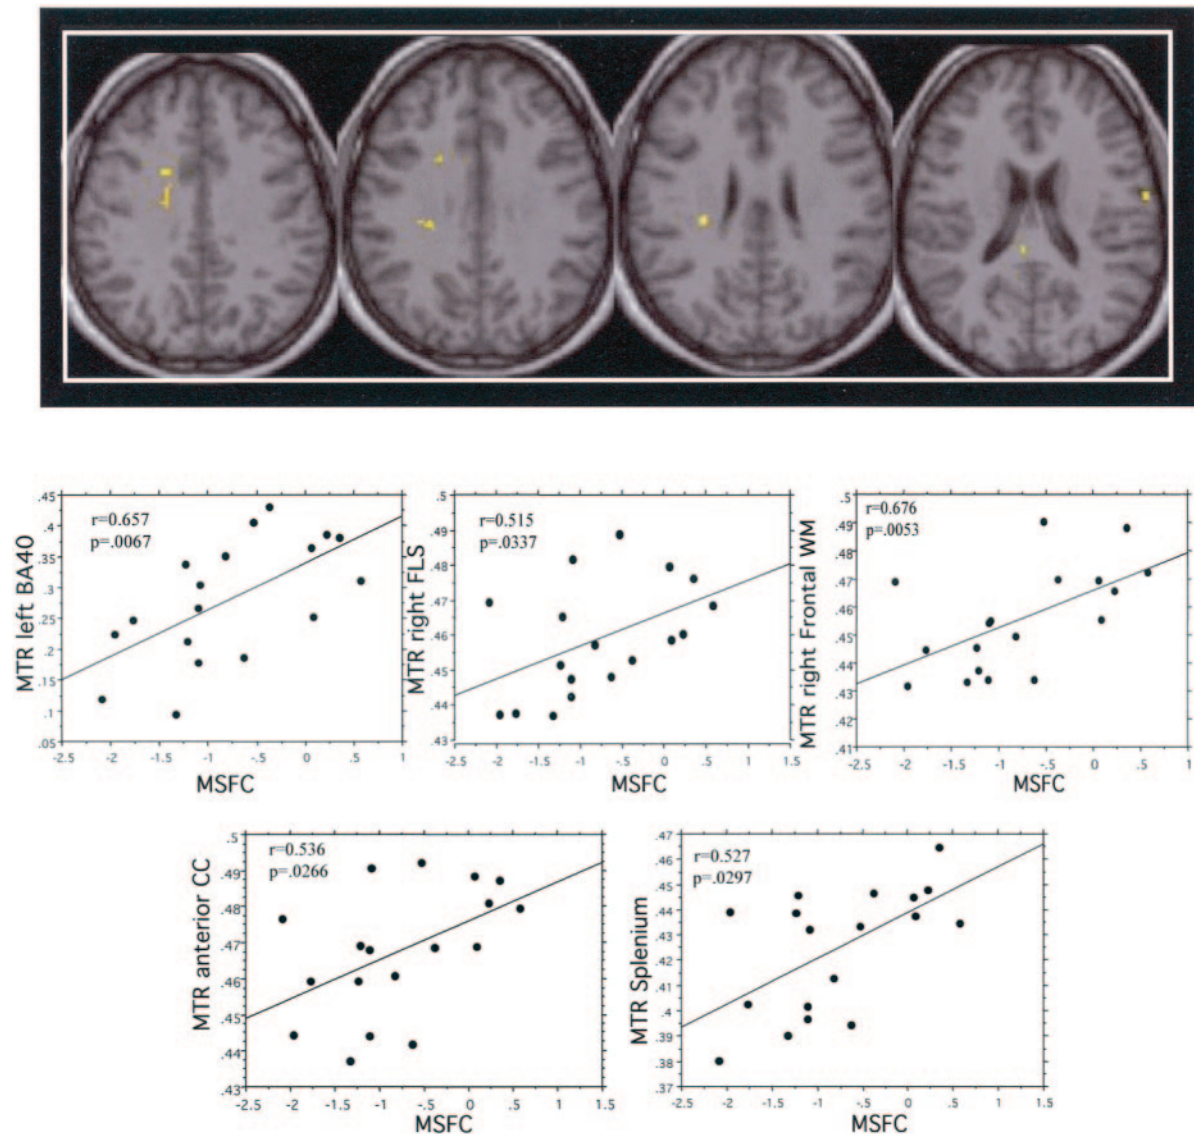 r=0.657
p=.0067
MTR left BA40
.45
.4
.35
.3
.25
.2
.15
.1
.05
-2.5 -2 -1.5 -1 -.5 0 .5 1
MSFC
r=0.515
p=.0337
MTR right FLS
.5
.49
.48
.47
.46
.45
.44
.43
-2.5 -2 -1.5 -1 -.5 0 .5 1 1.5
MSFC
r=0.676
p=.0053
MTR right Frontal WM
.5
.49
.48
.47
.46
.45
.44
.43
.42
.41
-2.5 -2 -1.5 -1 -.5 0 .5 1
MSFC
r=0.536
p=.0266
MTR anterior CC
.5
.49
.48
.47
.46
.45
.44
.43
-2.5 -2 -1.5 -1 -.5 0 .5 1 1.5
MSFC
r=0.527
p=.0297
MTR Splenium
.47
.46
.45
.44
.43
.42
.41
.4
.39
.38
.37
-2.5 -2 -1.5 -1 -.5 0 .5 1 1.5
MSFC